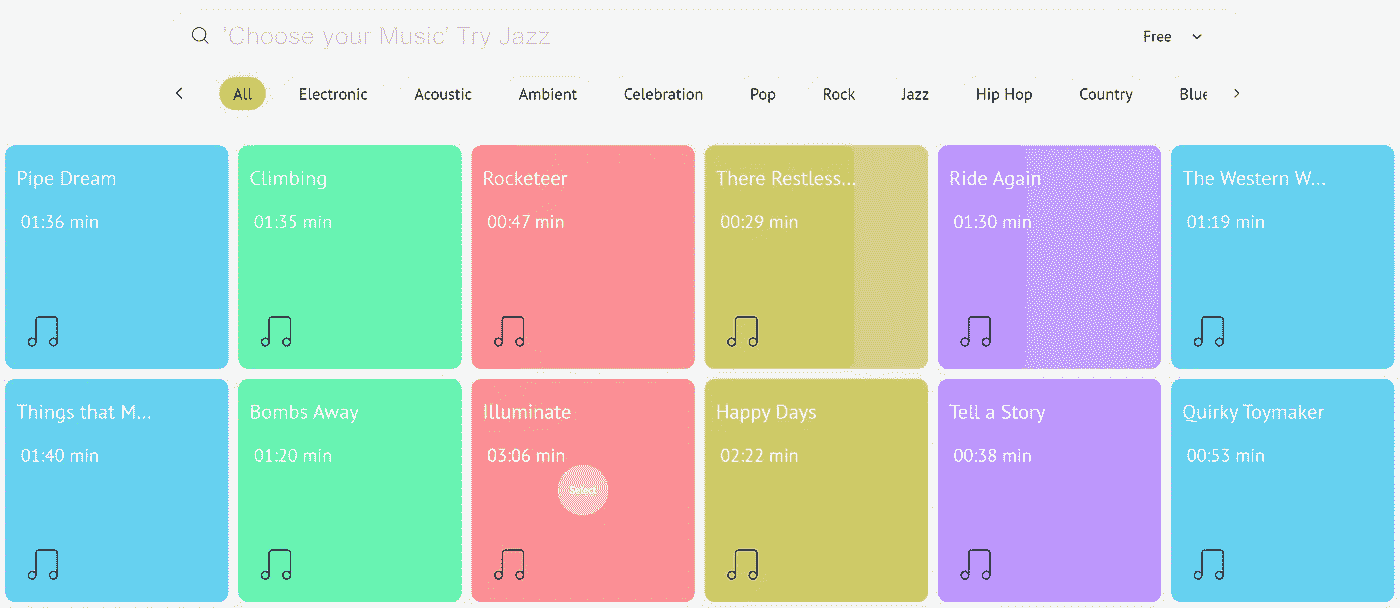 'Choose your Music' Try Jazz
Free
All Electronic Acoustic Ambient Celebration Pop Rock Jazz Hip Hop Country Blue
Pipe Dream
01:36 min
Climbing
01:35 min
Rocketeer
00:47 min
There Restless...
00:29 min
Ride Again
01:30 min
The Western W...
01:19 min
Things that M...
01:40 min
Bombs Away
01:20 min
Illuminate
03:06 min
Select
Happy Days
02:22 min
Tell a Story
00:38 min
Quirky Toymaker
00:53 min